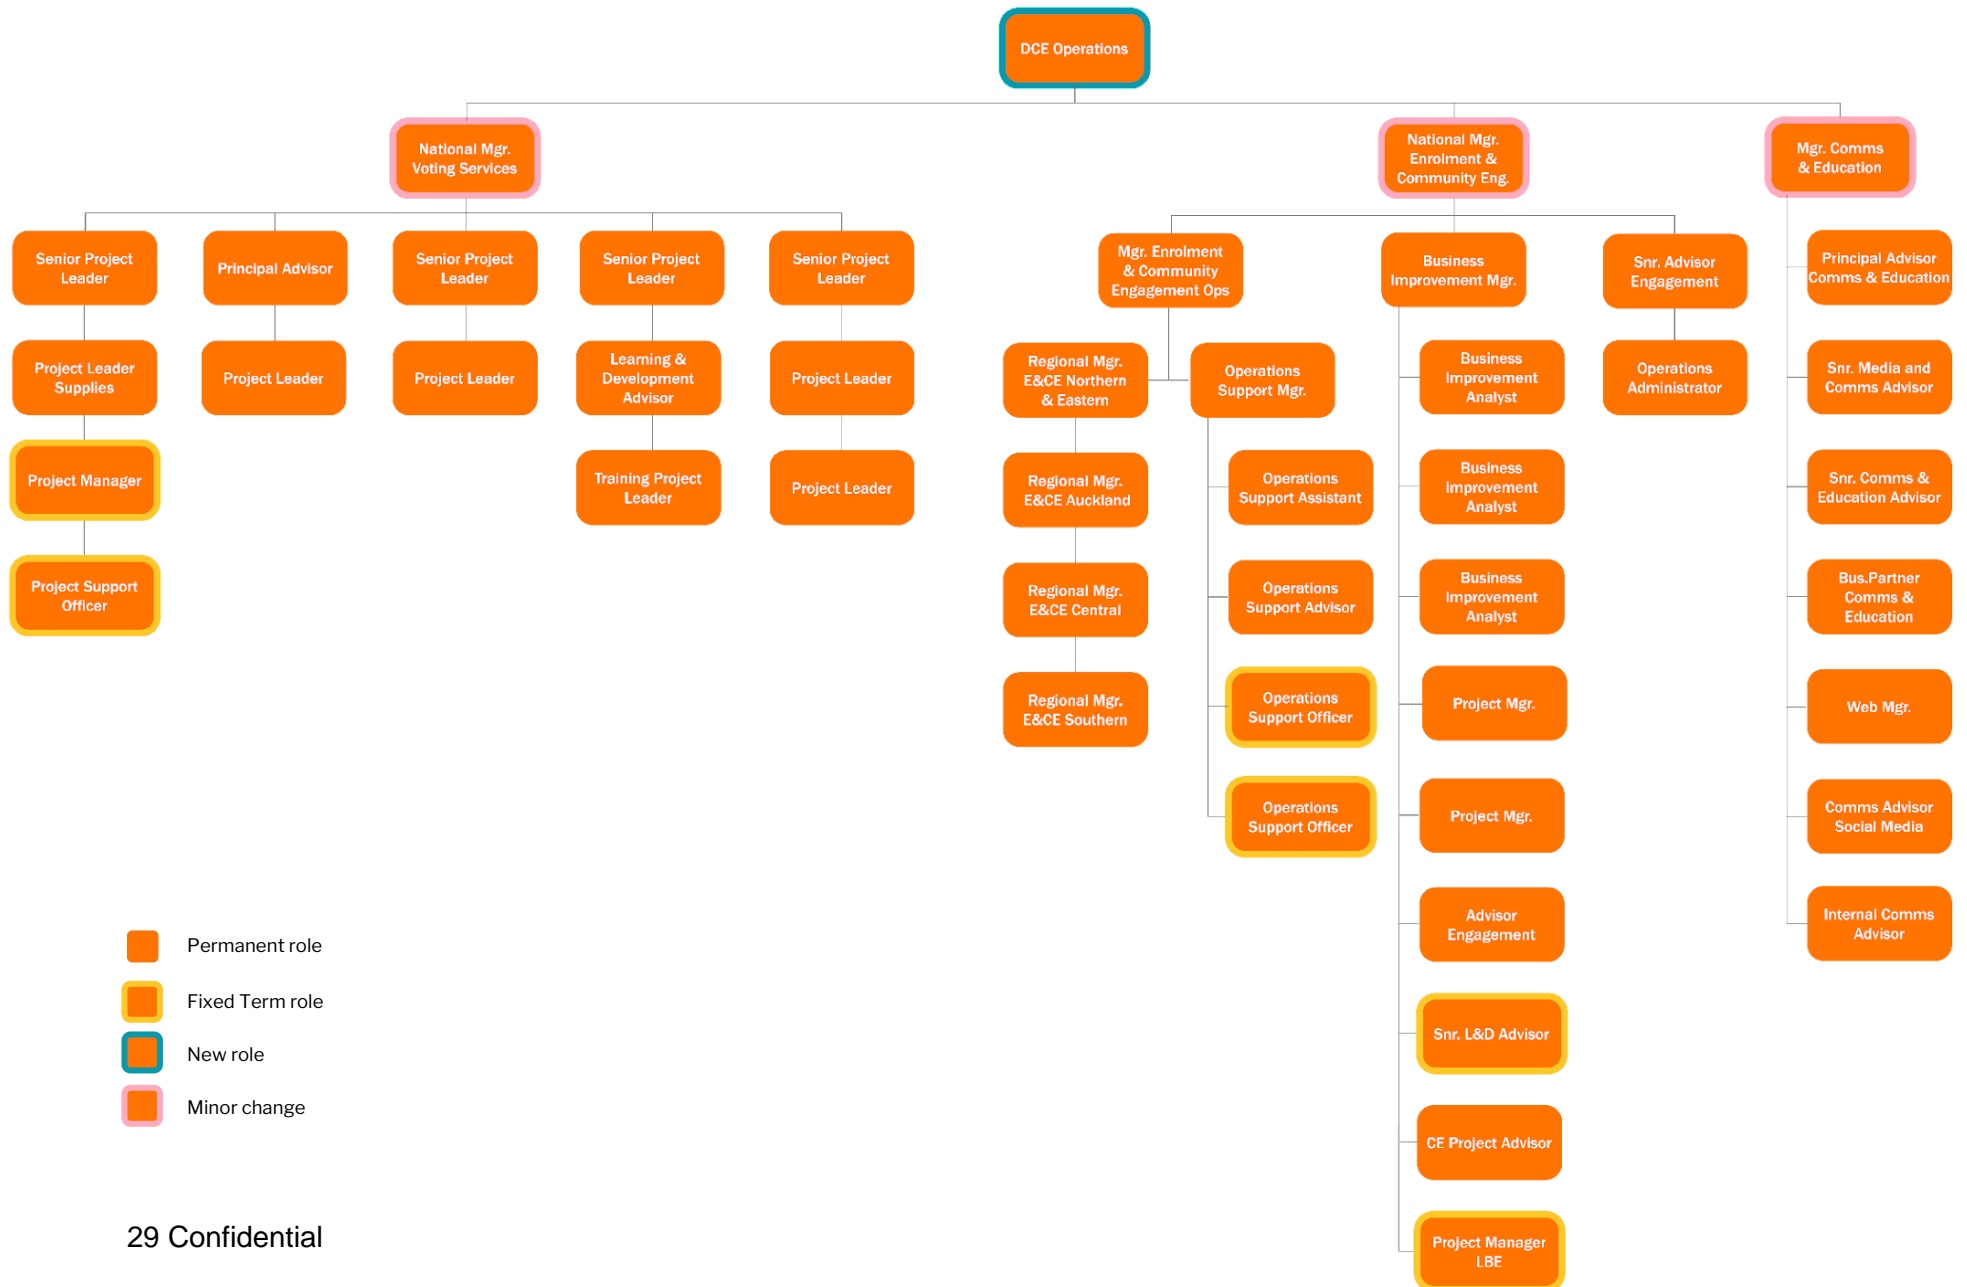 DCE Operations
National Mgr.
Voting Services
National Mgr.
Enrolment &
Community Eng.
Mgr. Comms
& Education
Senior Project
Leader
Principal Advisor
Senior Project
Leader
Senior Project
Leader
Senior Project
Leader
Mgr. Enrolment
& Community
Engagement Ops
Business
Improvement Mgr.
Snr. Advisor
Engagement
Principal Advisor
Comms & Education
Project Leader
Supplies
Project Leader
Project Leader
Learning &
Development
Advisor
Project Leader
Regional Mgr.
E&CE Northern
& Eastern
Operations
Support Mgr.
Business
Improvement
Analyst
Operations
Administrator
Snr. Media and
Comms Advisor
Project Manager
Training Project
Leader
Project Leader
Regional Mgr.
E&CE Auckland
Operations
Support Assistant
Business
Improvement
Analyst
Snr. Comms &
Education Advisor
Project Support
Officer
Regional Mgr.
E&CE Central
Operations
Support Advisor
Business
Improvement
Analyst
Bus.Partner
Comms &
Education
Regional Mgr.
E&CE Southern
Operations
Support Officer
Project Mgr.
Web Mgr.
Operations
Support Officer
Project Mgr.
Comms Advisor
Social Media
Advisor
Engagement
Internal Comms
Advisor
Snr. L&D Advisor
CE Project Advisor
Project Manager
LBE
Permanent role
Fixed Term role
New role
Minor change
29 Confidential